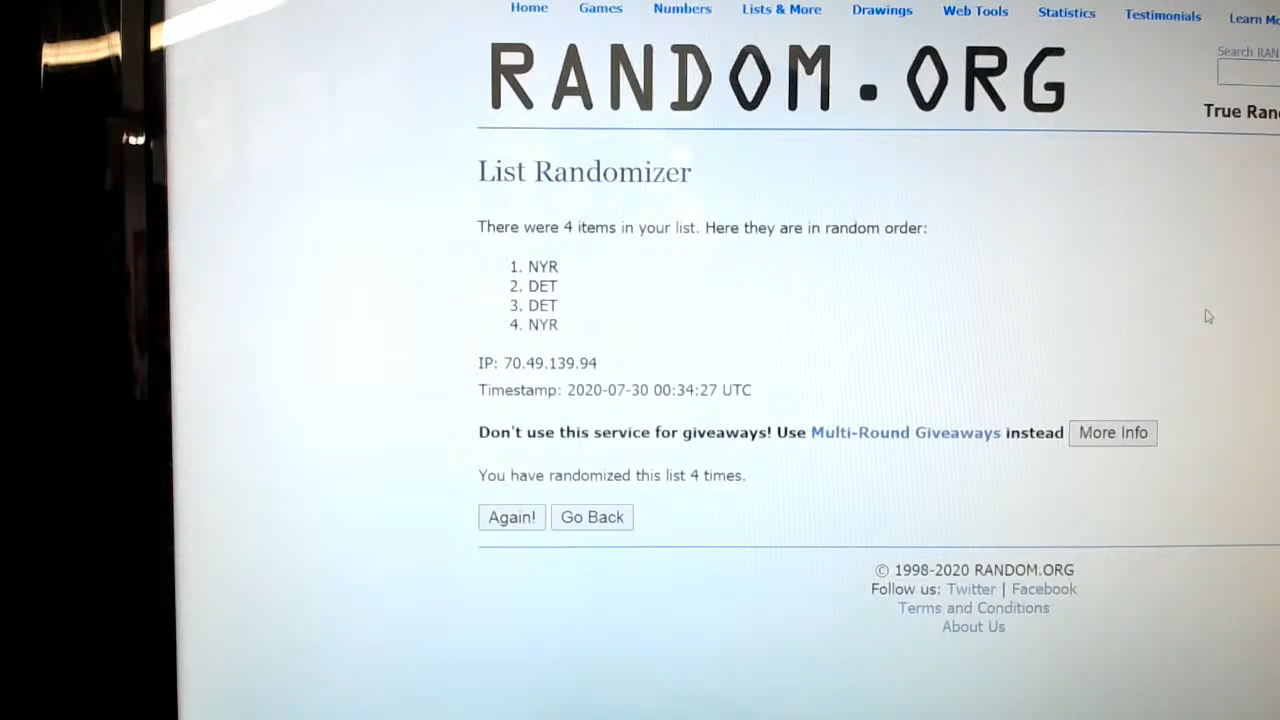 Home Games Numbers Lists & More Drawings Web Tools Statistics Testimonials Learn
RANDOM.ORG
Search
True
List Randomizer
There were 4 items in your list. Here they are in random order:
1. NYR
2. DET
3. DET
4. NYR
IP: 70.49.139.94
Timestamp: 2020-07-30 00:34:27 UTC
Don't use this service for giveaways! Use Multi-Round Giveaways instead More Info
You have randomized this list 4 times.
Again! Go Back
© 1998-2020 RANDOM.ORG
Follow us: Twitter | Facebook
Terms and Conditions
About Us